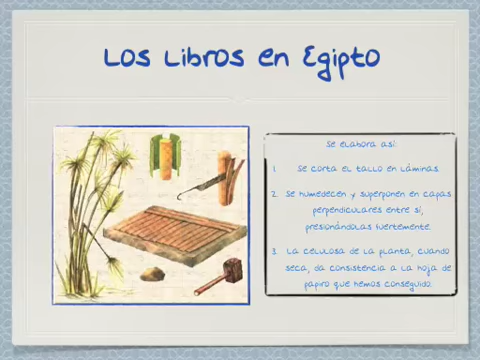 Los Libros en Egipto
Se elabora así:
1. Se corta el tallo en láminas
2. Se humedecen y superponen en capas
perpendiculares entre sí,
presionándolas fuertemente.
3. La celulosa de la planta, cuando
seca, da consistencia a la hoja de
papiro que hemos conseguido.